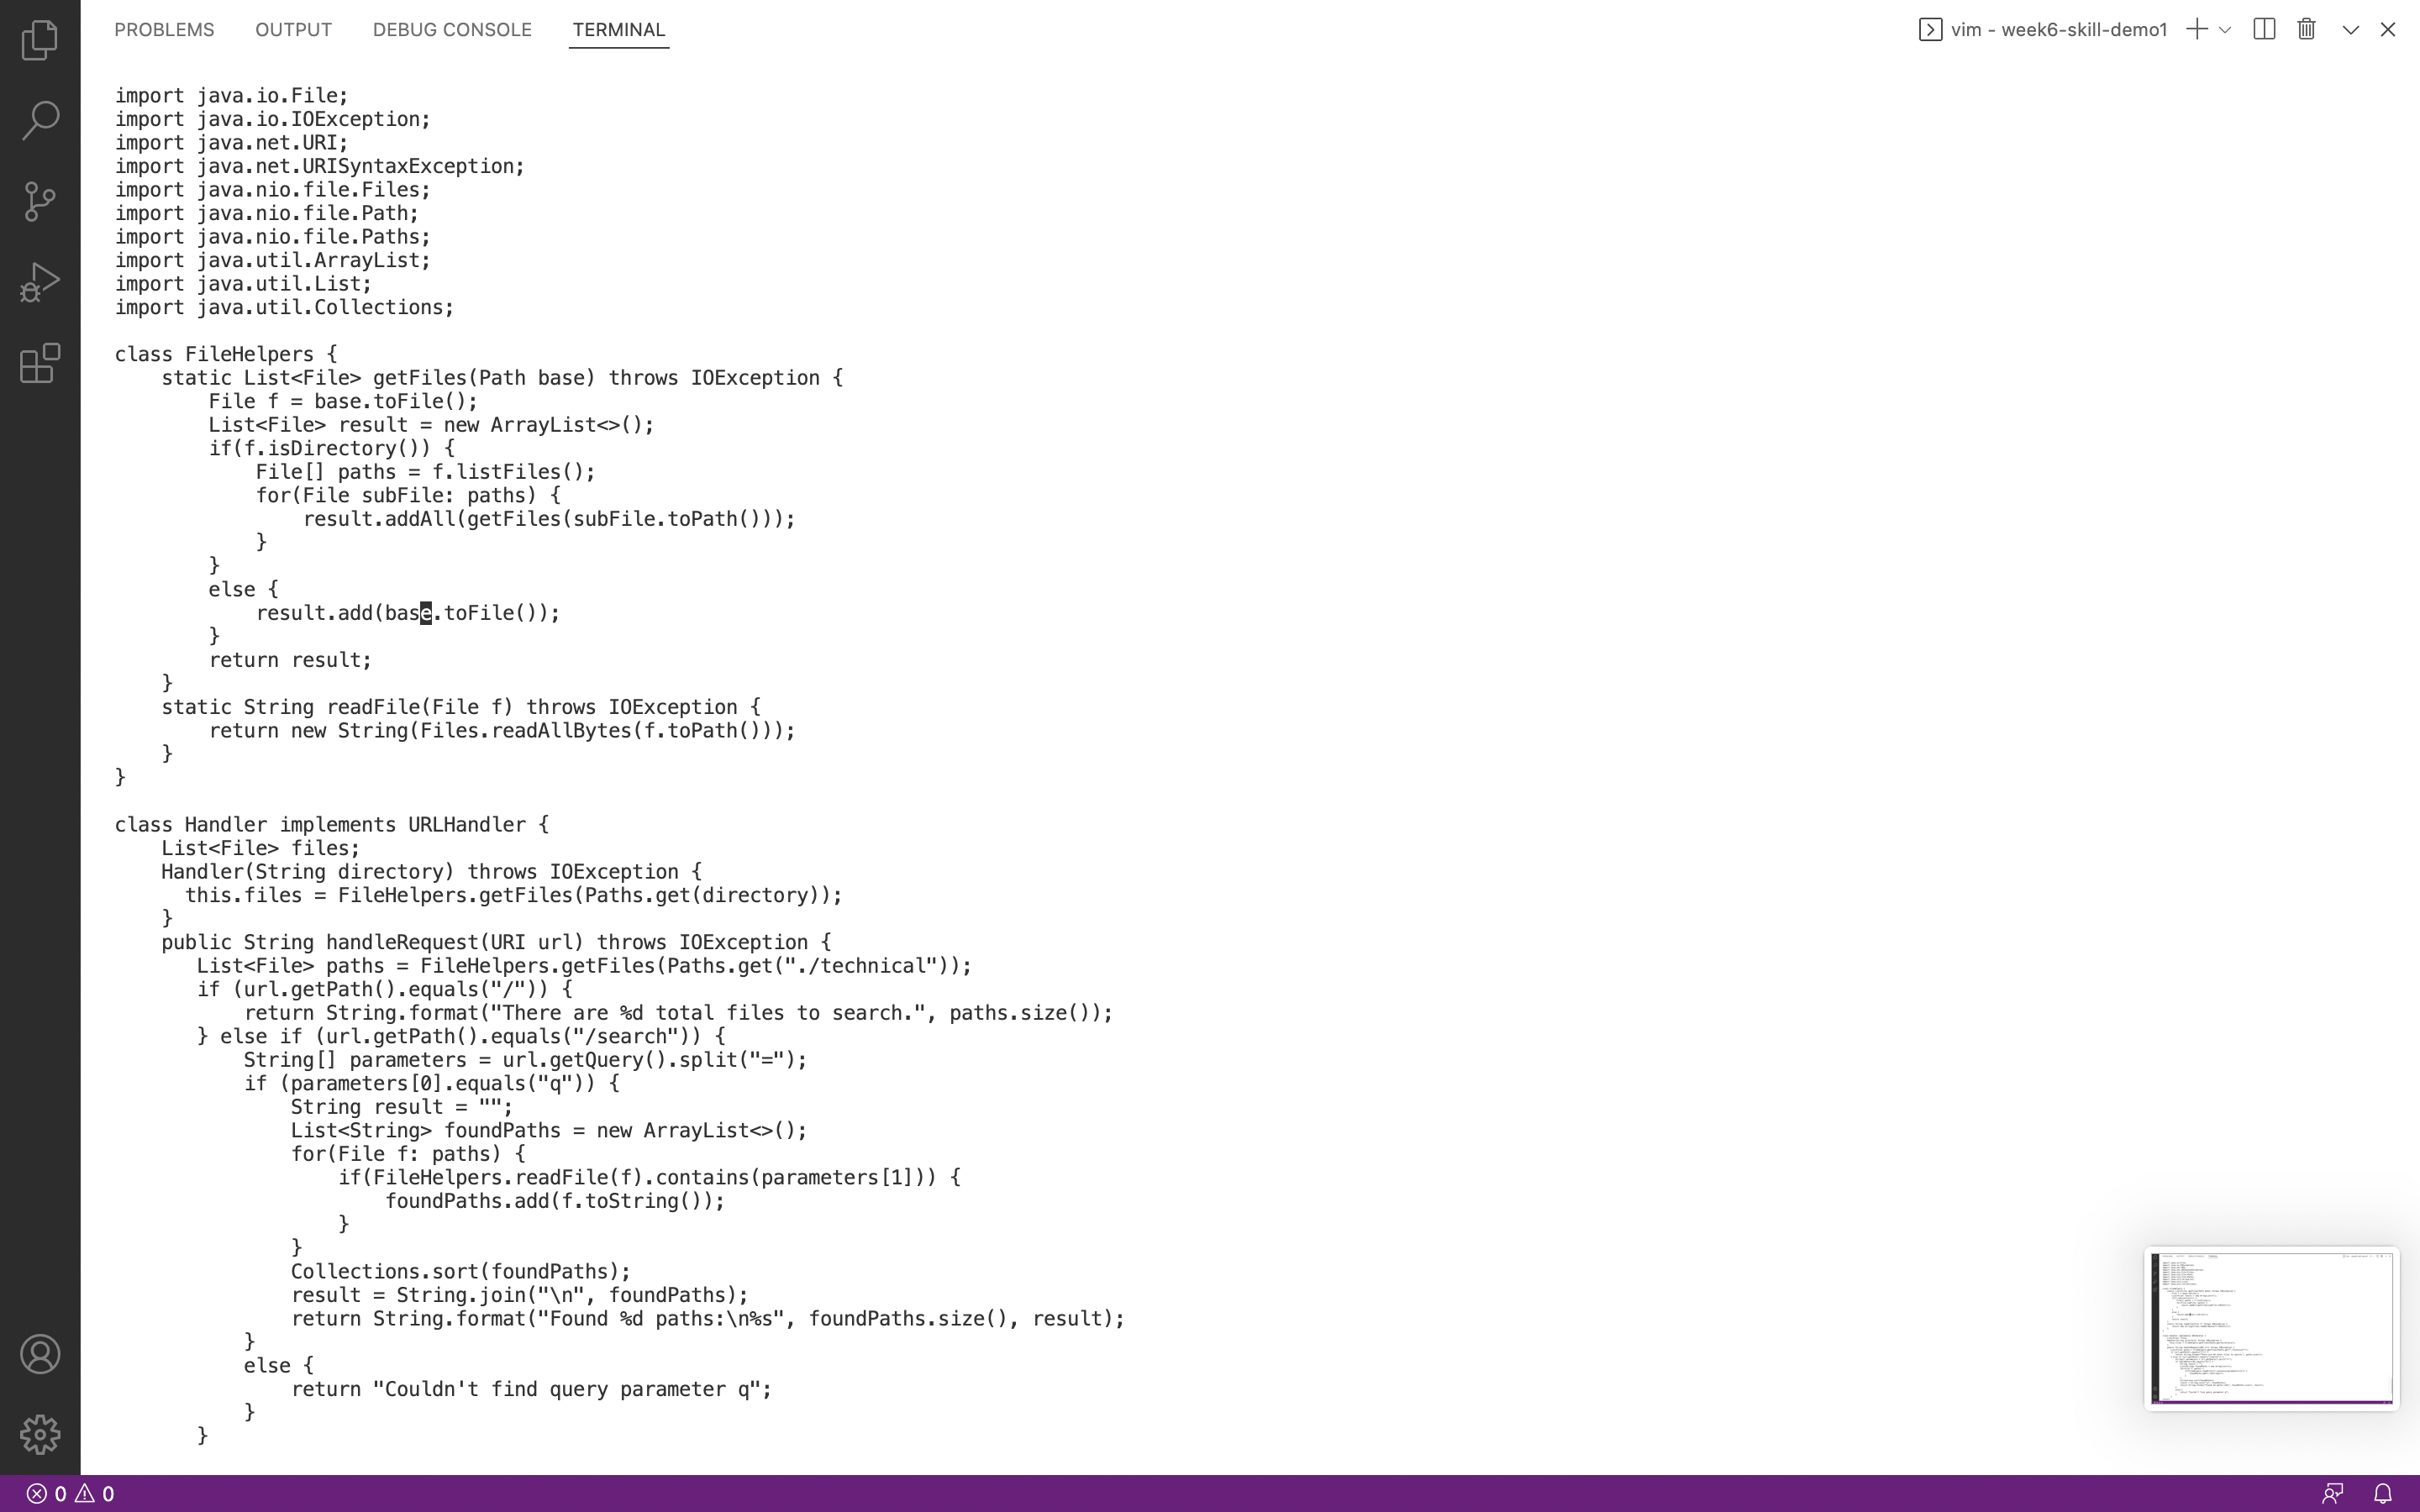 PROBLEMS OUTPUT DEBUG CONSOLE TERMINAL vim - week6-skill-demo1
import java.io.File;
import java.io.IOException;
import java.net.URI;
import java.net.URISyntaxException;
import java.nio.file.Files;
import java.nio.file.Path;
import java.nio.file.Paths;
import java.util.ArrayList;
import java.util.List;
import java.util.Collections;

class FileHelpers {
    static List<File> getFiles(Path base) throws IOException {
        File f = base.toFile();
        List<File> result = new ArrayList<>();
        if(f.isDirectory()) {
            File[] paths = f.listFiles();
            for(File subFile: paths) {
                result.addAll(getFiles(subFile.toPath()));
            }
        }
        else {
            result.add(base.toFile());
        }
        return result;
    }
    static String readFile(File f) throws IOException {
        return new String(Files.readAllBytes(f.toPath()));
    }
}

class Handler implements URLHandler {
    List<File> files;
    Handler(String directory) throws IOException {
      this.files = FileHelpers.getFiles(Paths.get(directory));
    }
    public String handleRequest(URI url) throws IOException {
       List<File> paths = FileHelpers.getFiles(Paths.get("./technical"));
       if (url.getPath().equals("/")) {
           return String.format("There are %d total files to search.", paths.size());
       } else if (url.getPath().equals("/search")) {
           String[] parameters = url.getQuery().split("=");
           if (parameters[0].equals("q")) {
               String result = "";
               List<String> foundPaths = new ArrayList<>();
               for(File f: paths) {
                   if(FileHelpers.readFile(f).contains(parameters[1])) {
                       foundPaths.add(f.toString());
                   }
               }
               Collections.sort(foundPaths);
               result = String.join("\n", foundPaths);
               return String.format("Found %d paths:\n%s", foundPaths.size(), result);
           }
           else {
               return "Couldn't find query parameter q";
           }
       }
0 0